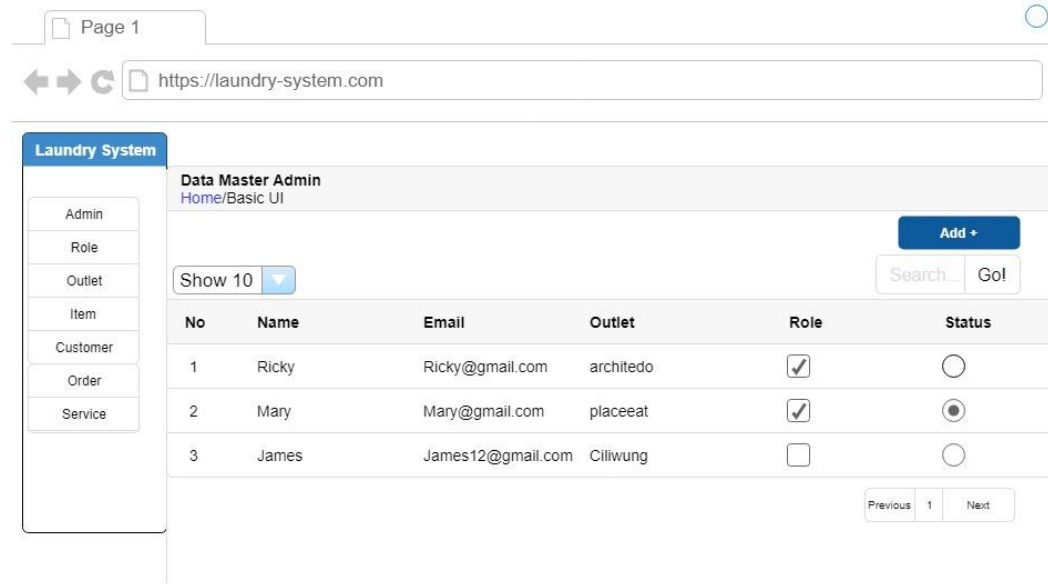 Page 1
https://laundry-system.com
Laundry System
Data Master Admin
Home/Basic UI
Admin
Role
Outlet
Item
Customer
Order
Service
Add +
Show 10
Search... Go!
No Name Email Outlet Role Status
1 Ricky Ricky@gmail.com architedo
2 Mary Mary@gmail.com placeeat
3 James James12@gmail.com Ciliwung
Previous 1 Next